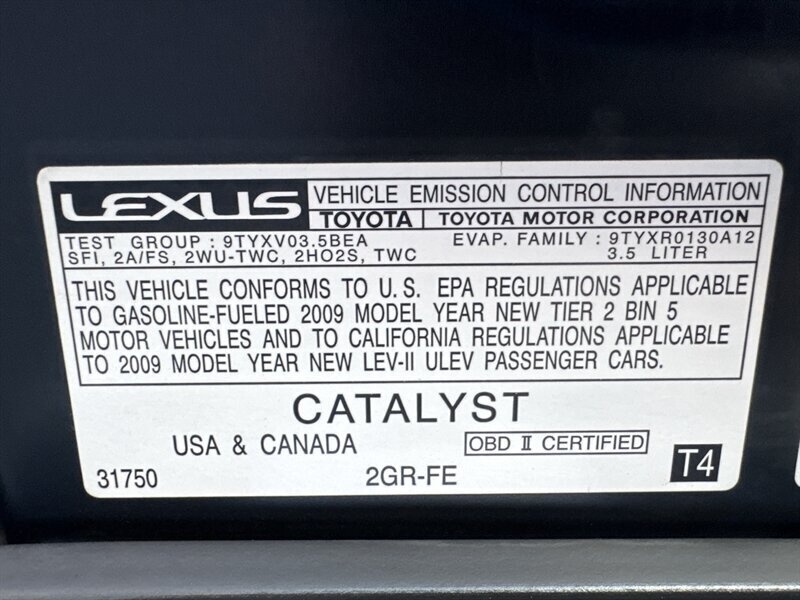 LEXUS VEHICLE EMISSION CONTROL INFORMATION
TOYOTA TOYOTA MOTOR CORPORATION
TEST GROUP : 9TYXV03.5BEA EVAP. FAMILY : 9TYXR0130A12
SFI, 2A/FS, 2WU-TWC, 2HO2S, TWC 3.5 LITER
THIS VEHICLE CONFORMS TO U.S. EPA REGULATIONS APPLICABLE
TO GASOLINE-FUELED 2009 MODEL YEAR NEW TIER 2 BIN 5
MOTOR VEHICLES AND TO CALIFORNIA REGULATIONS APPLICABLE
TO 2009 MODEL YEAR NEW LEV-II ULEV PASSENGER CARS.
CATALYST
USA & CANADA OBD II CERTIFIED
31750 2GR-FE T4